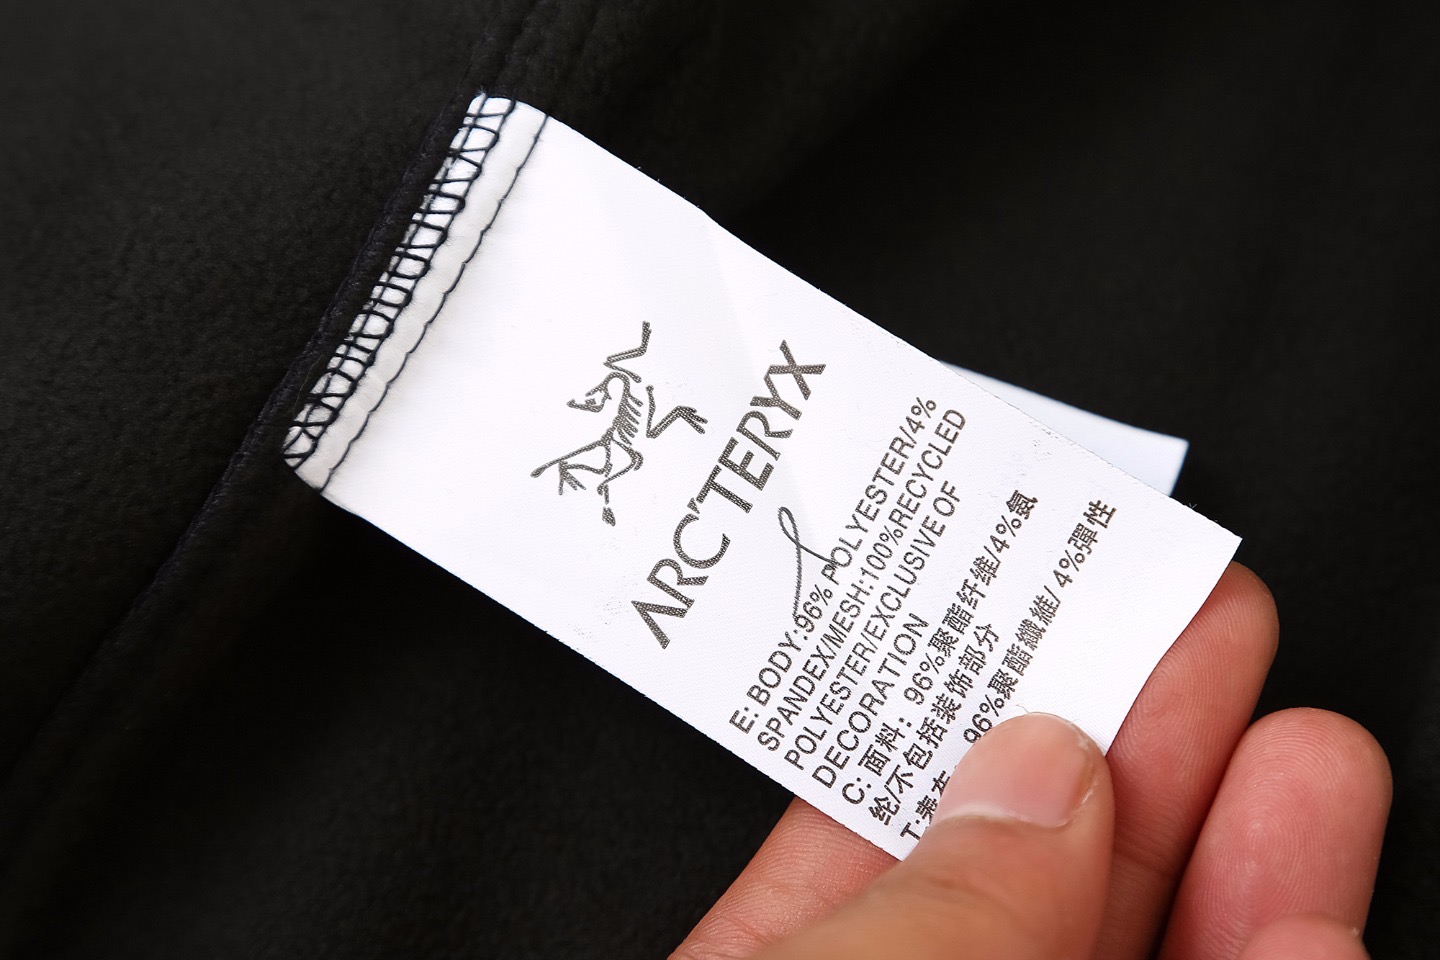 ARC'TERYX
E: BODY:96% POLYESTER/4%
SPANDEX/MESH:100%RECYCLED
POLYESTER/EXCLUSIVE OF
DECORATION
C: 面料：96%聚酯纤维/4%氨
纶/不包括装饰部分
T:表布 96%聚酯纖維/ 4%彈性